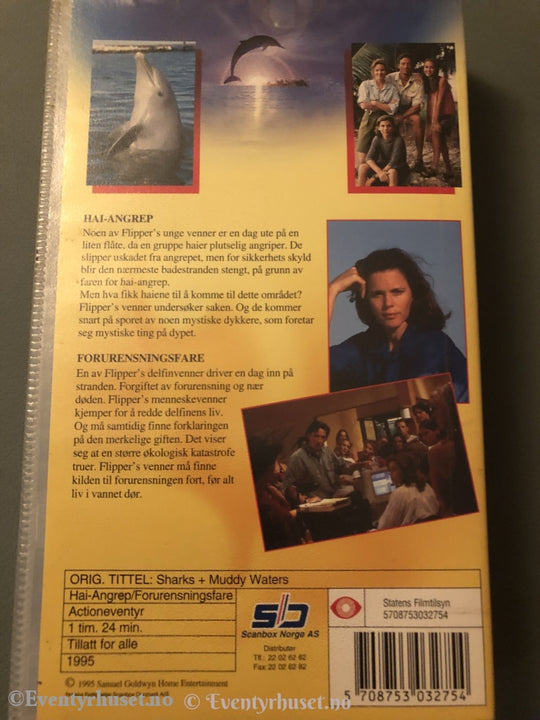 HAI-ANGREP
Noen av Flipper's unge venner er en dag ute på en
liten flåte, da en gruppe haier plutselig angriper. De
slipper uskadet fra angrepet, men for sikkerhets skyld
blir den nærmeste badestranden stengt, på grunn av
faren for hai-angrep.
Men hva fikk haiene til å komme til dette området?
Flipper's venner undersøker saken. Og de kommer
snart på sporet av noen mystiske dykkere, som foretar
seg mystiske ting på dypet.
FORURENSNINGSFARE
En av Flipper's delfinvenner driver en dag inn på
stranden. Forgiftet av forurensning og nær
døden. Flipper's menneskevenner
kjemper for å redde delfinens liv.
Og må samtidig finne forklaringen
på den merkelige giften. Det viser
seg at en større økologisk katastrofe
truer. Flipper's venner må finne
kilden til forurensningen fort, før alt
liv i vannet dør.
ORIG. TITTEL: Sharks + Muddy Waters
Hai-Angrep/Forurensningsfare
Actioneventyr
1 tim. 24 min.
Tillatt for alle
1995
sb
Scanbox Norge AS
Distributør
Tlf.: 22 02 62 62
Fax 22 02 62 82
Statens Filmtilsyn
5708753032754
© 1995 Samuel Goldwyn Home Entertainment
5 708753 032754
©Eventyrhuset.no © Eventyrhuset.no